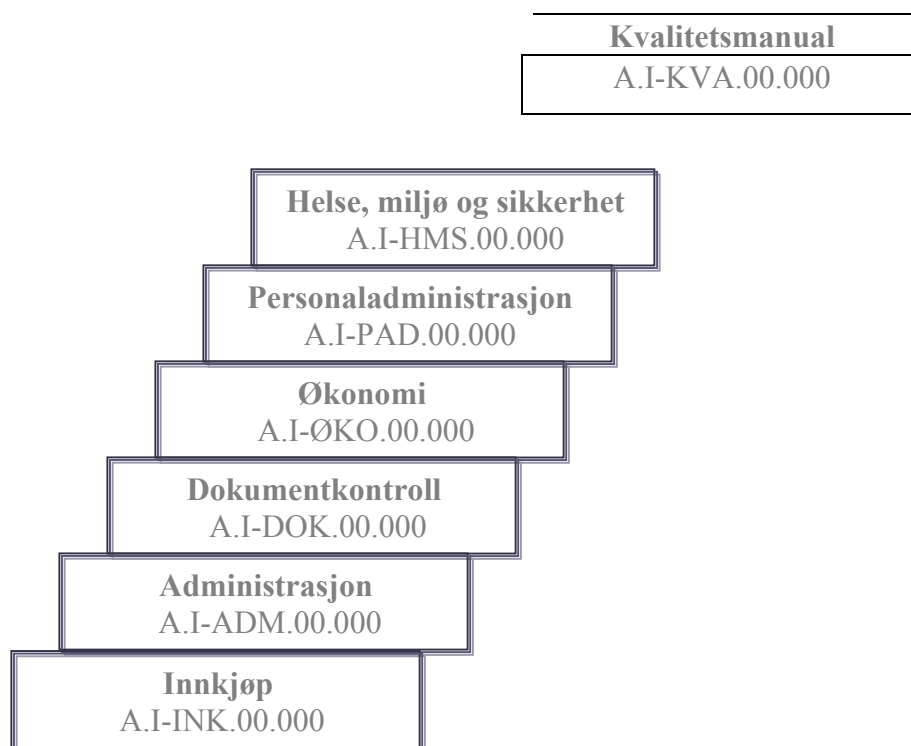 Kvalitetsmanual
A.I-KVA.00.000
Helse, miljø og sikkerhet
A.I-HMS.00.000
Personaladministrasjon
A.I-PAD.00.000
Økonomi
A.I-ØKO.00.000
Dokumentkontroll
A.I-DOK.00.000
Administrasjon
A.I-ADM.00.000
Innkjøp
A.I-INK.00.000